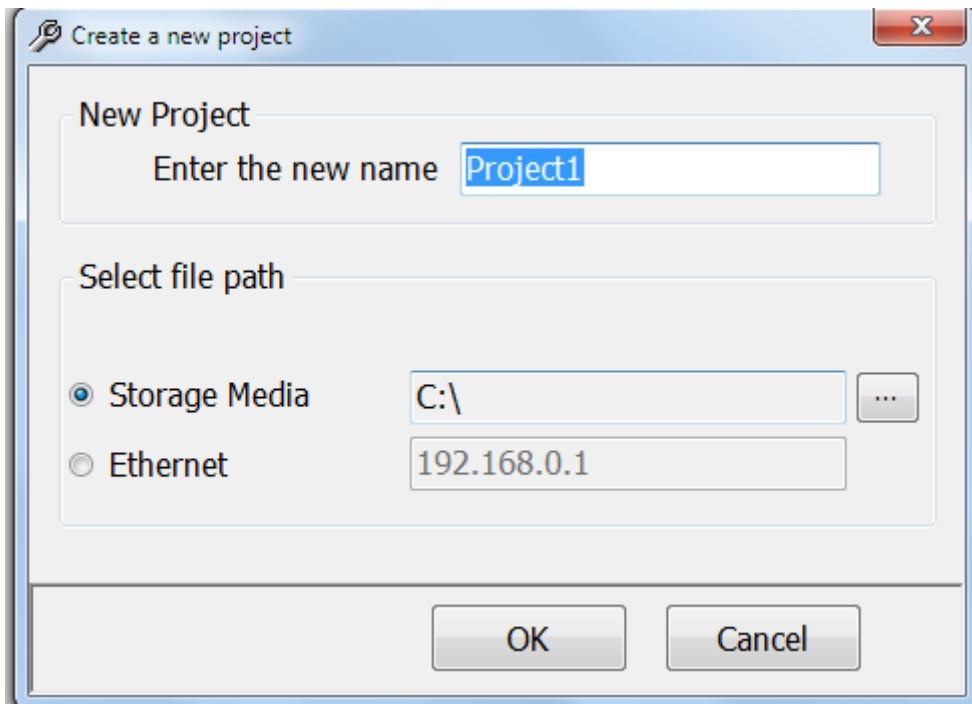 Create a new project
New Project
Enter the new name Project1
Select file path
Storage Media C:\ ...
Ethernet 192.168.0.1
OK Cancel